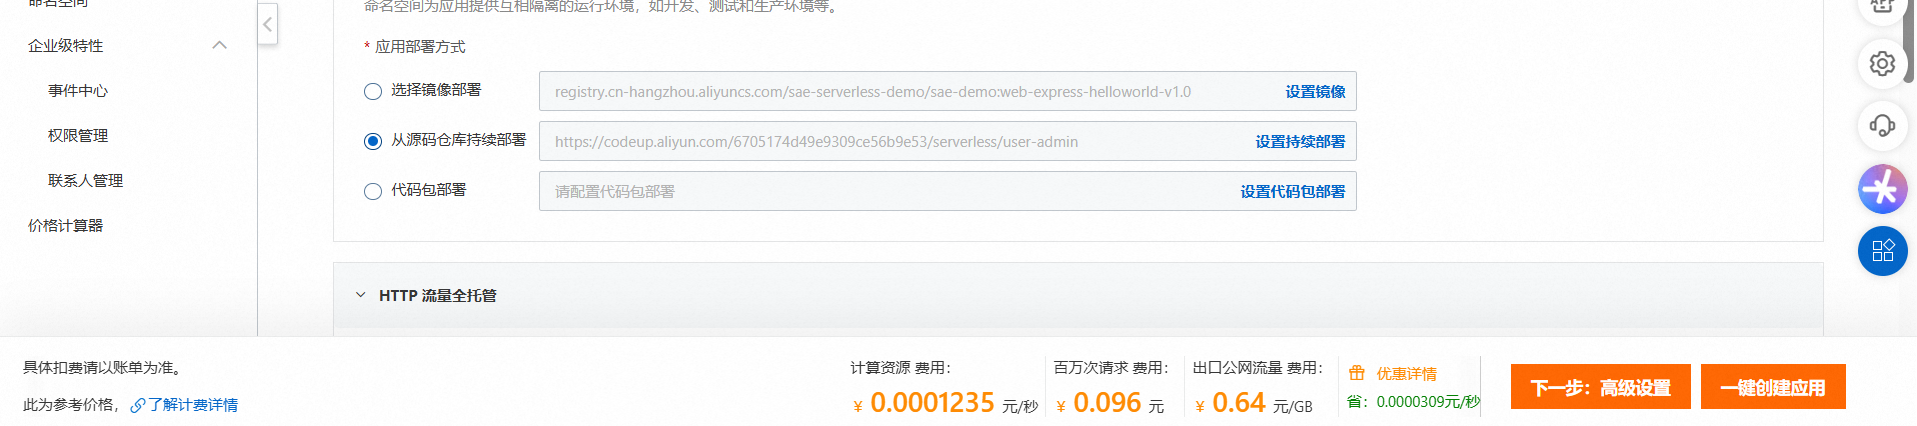 命名空间
命名空间为应用提供互相隔离的运行环境，如开发、测试和生产环境等。
企业级特性
事件中心
权限管理
联系人管理
价格计算器
* 应用部署方式
选择镜像部署
registry.cn-hangzhou.aliyuncs.com/sae-serverless-demo/sae-demo:web-express-helloworld-v1.0
设置镜像
从源码仓库持续部署
https://codeup.aliyun.com/6705174d49e9309ce56b9e53/serverless/user-admin
设置持续部署
代码包部署
请配置代码包部署
设置代码包部署
HTTP 流量全托管
APP
具体扣费请以账单为准。
此为参考价格，了解计费详情
计算资源 费用：
¥ 0.0001235 元/秒
百万次请求 费用：
¥ 0.096 元
出口公网流量 费用：
¥ 0.64 元/GB
优惠详情
省：0.0000309元/秒
下一步：高级设置
一键创建应用